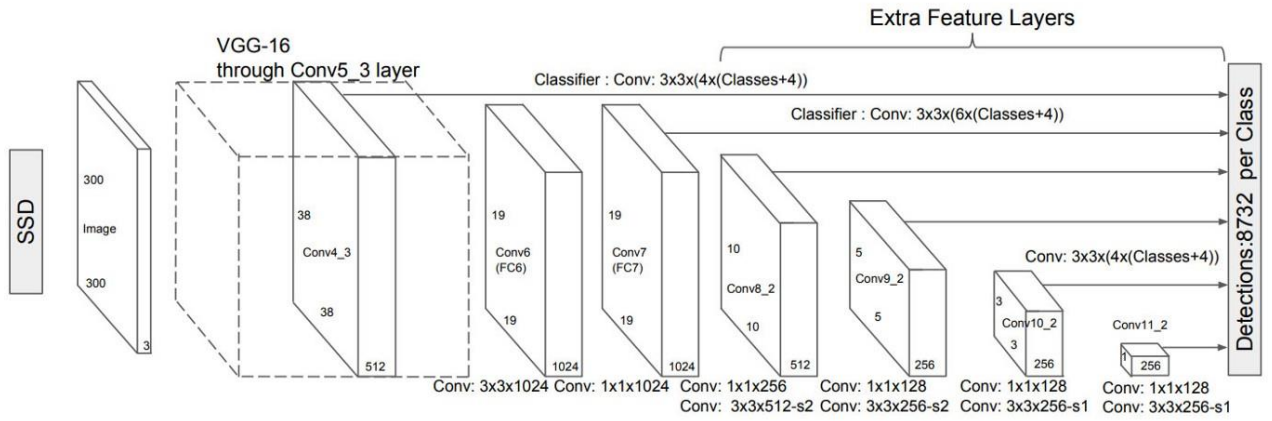 Extra Feature Layers
VGG-16
through Conv5_3 layer
Classifier : Conv: 3x3x(4x(Classes+4))
Classifier : Conv: 3x3x(6x(Classes+4))
SSD
300
Image
300
3
38
Conv4_3
38
512
19
Conv6
(FC6)
19
1024
19
Conv7
(FC7)
19
1024
10
Conv8_2
10
512
5
Conv9_2
5
256
Conv: 3x3x(4x(Classes+4))
3
Conv10_2
3
256
Conv11_2
1
256
Detections:8732 per Class
Conv: 3x3x1024
Conv: 1x1x1024
Conv: 1x1x256
Conv: 3x3x512-s2
Conv: 1x1x128
Conv: 3x3x256-s2
Conv: 1x1x128
Conv: 3x3x256-s1
Conv: 1x1x128
Conv: 3x3x256-s1